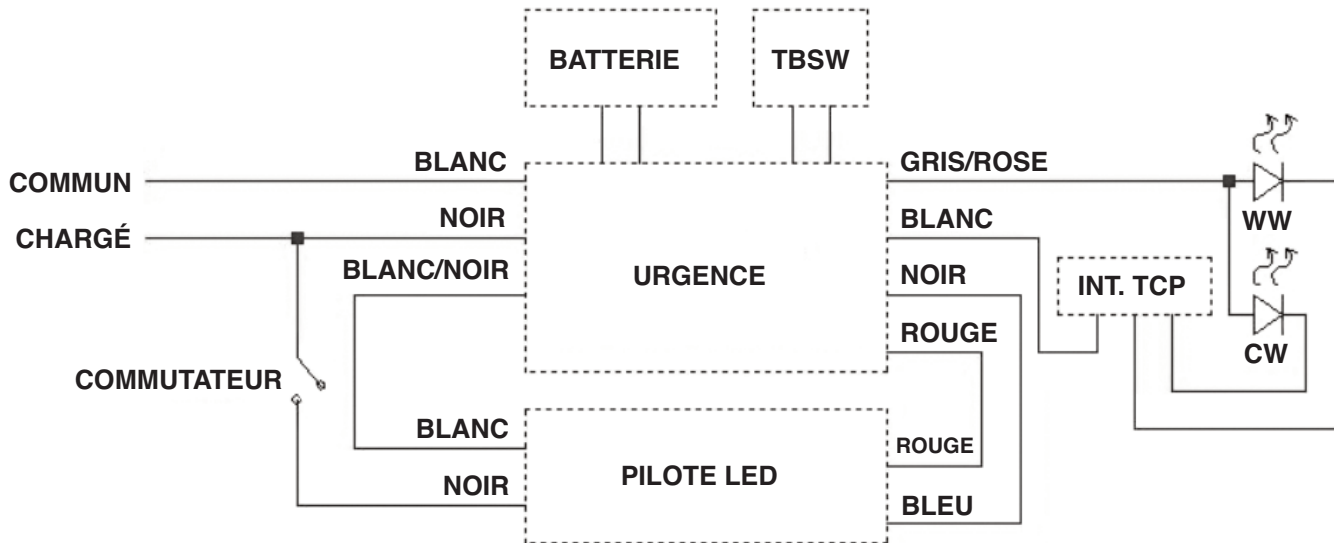 BATTERIE
TBSW
BLANC
GRIS/ROSE
COMMUN
NOIR
BLANC
WW
CHARGÉ
BLANC/NOIR
URGENCE
NOIR
INT. TCP
ROUGE
CW
COMMUTATEUR
BLANC
ROUGE
PILOTE LED
NOIR
BLEU